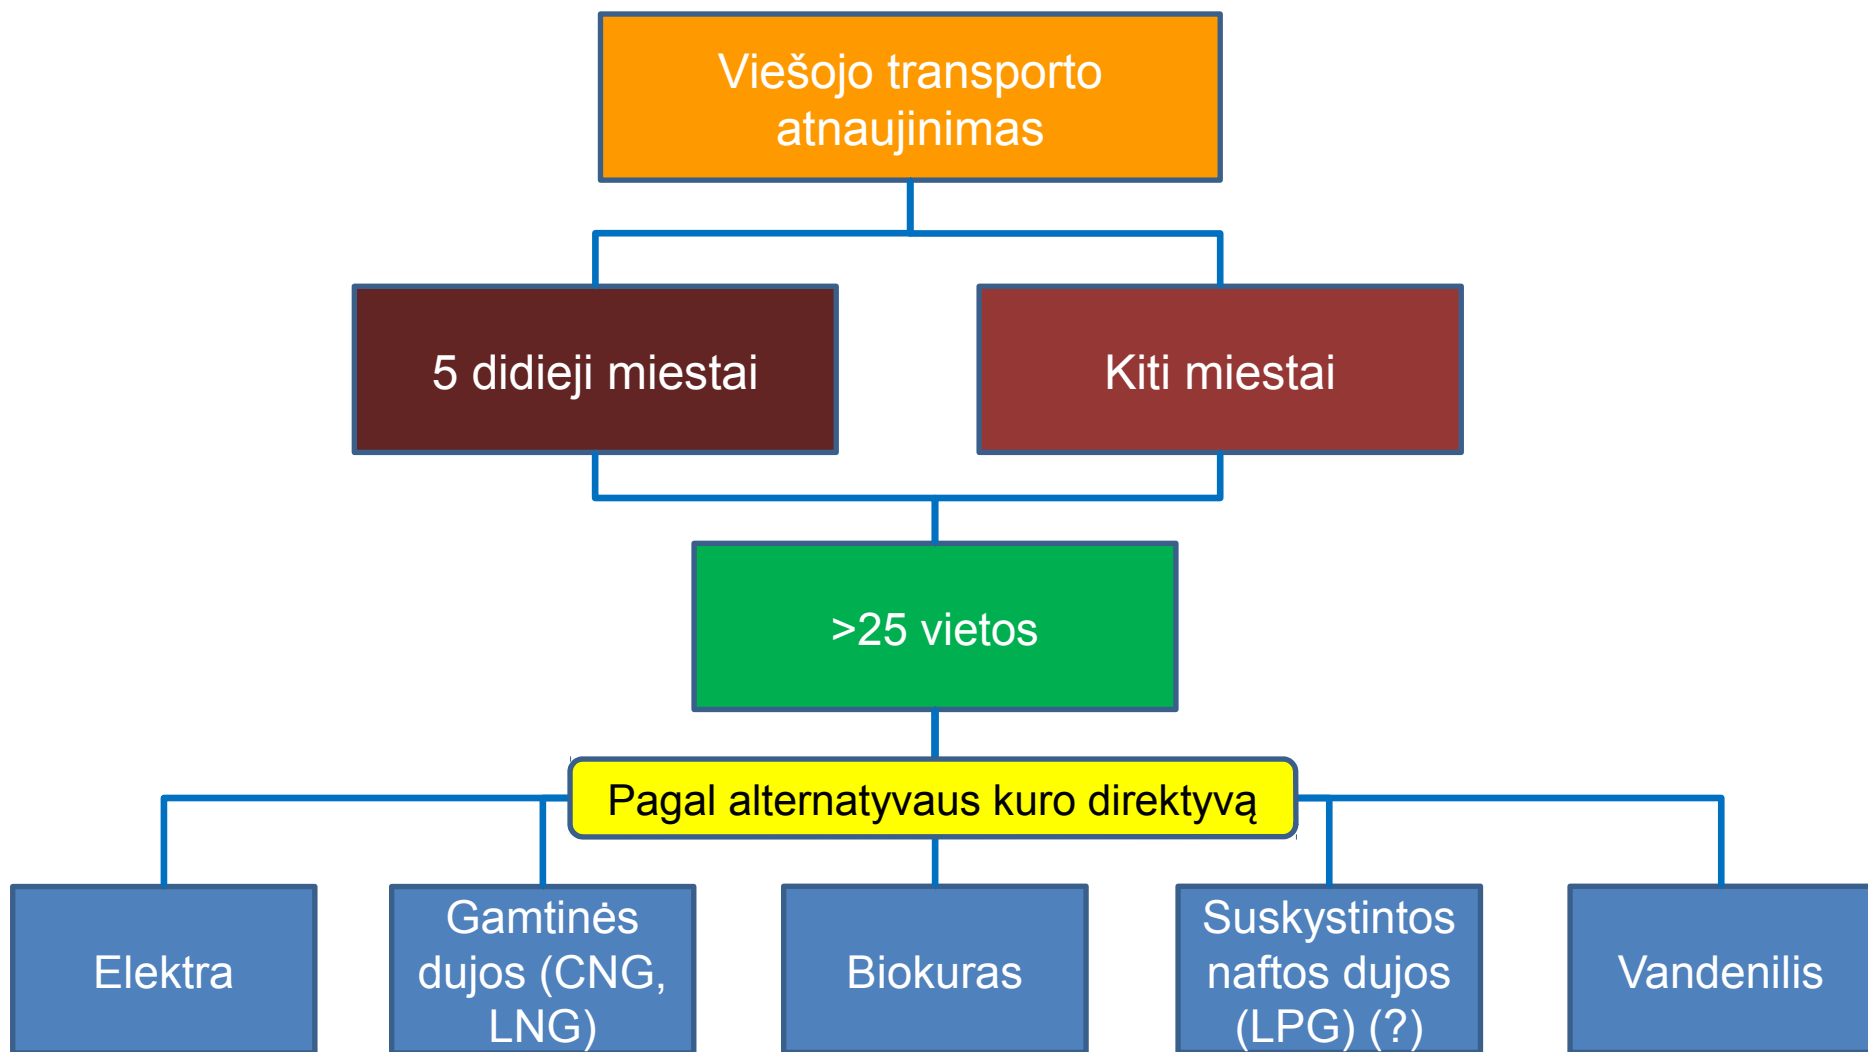 Viešojo transporto
atnaujinimas
5 didieji miestai
Kiti miestai
>25 vietos
Pagal alternatyvaus kuro direktyvą
Elektra
Gamtinės
dujos (CNG,
LNG)
Biokuras
Suskystintos
naftos dujos
(LPG) (?)
Vandenilis